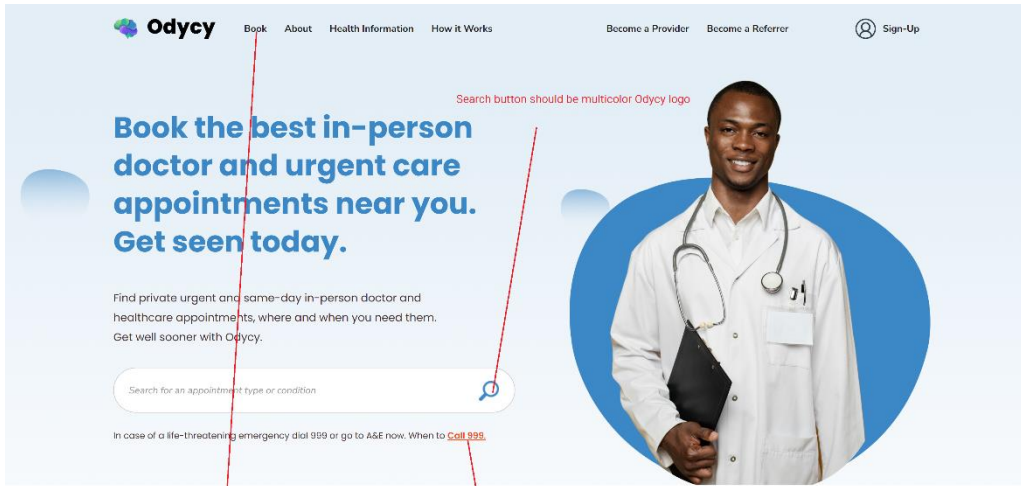 Odycy
Book About Health Information How it Works Become a Provider Become a Referrer Sign-Up
Search button should be multicolor Odycy logo
Book the best in-person
doctor and urgent care
appointments near you.
Get seen today.
Find private urgent and same-day in-person doctor and
healthcare appointments, where and when you need them.
Get well sooner with Odycy.
Search for an appointment type or condition
In case of a life-threatening emergency dial 999 or go to A&E now. When to Call 999.